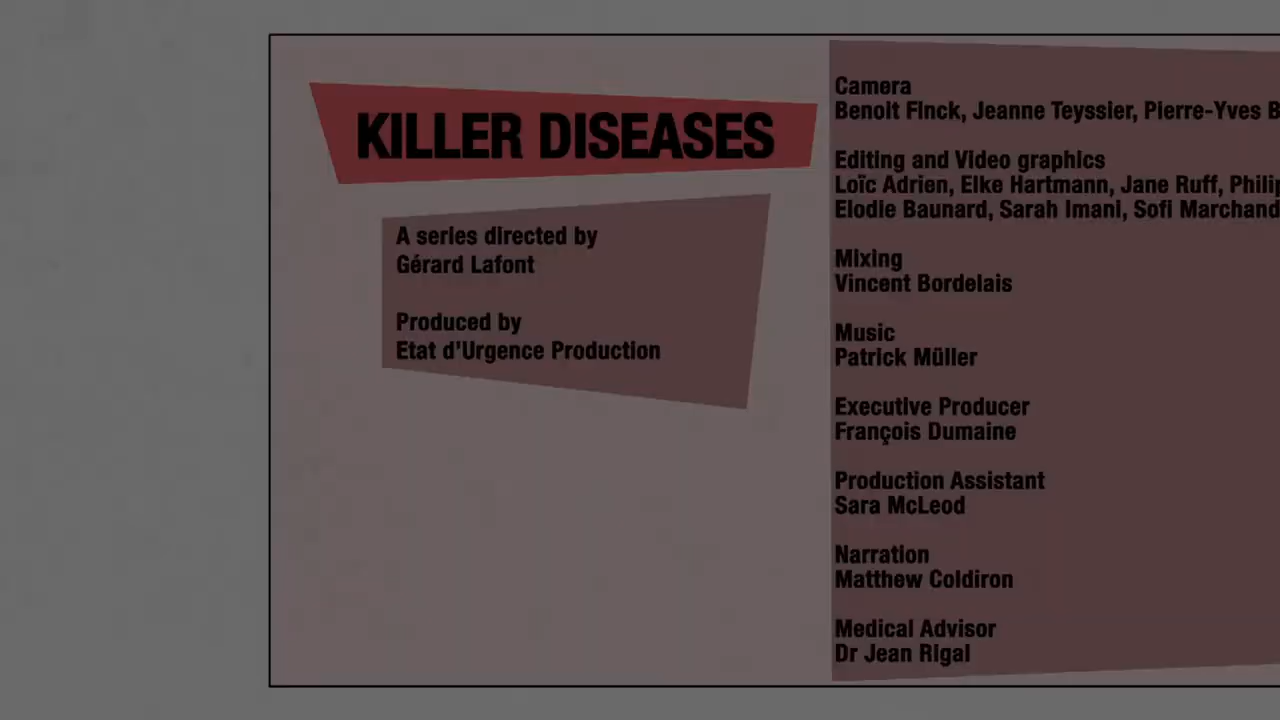 KILLER DISEASES
A series directed by
Gérard Lafont
Produced by
Etat d'Urgence Production
Camera
Benoit Finck, Jeanne Teyssier, Pierre-Yves
Editing and Video graphics
Loïc Adrien, Elke Hartmann, Jane Ruff,
Elodie Baunard, Sarah Imani, Sofi Marchand
Mixing
Vincent Bordelais
Music
Patrick Müller
Executive Producer
François Dumaine
Production Assistant
Sara McLeod
Narration
Matthew Coldiron
Medical Advisor
Dr Jean Rigal